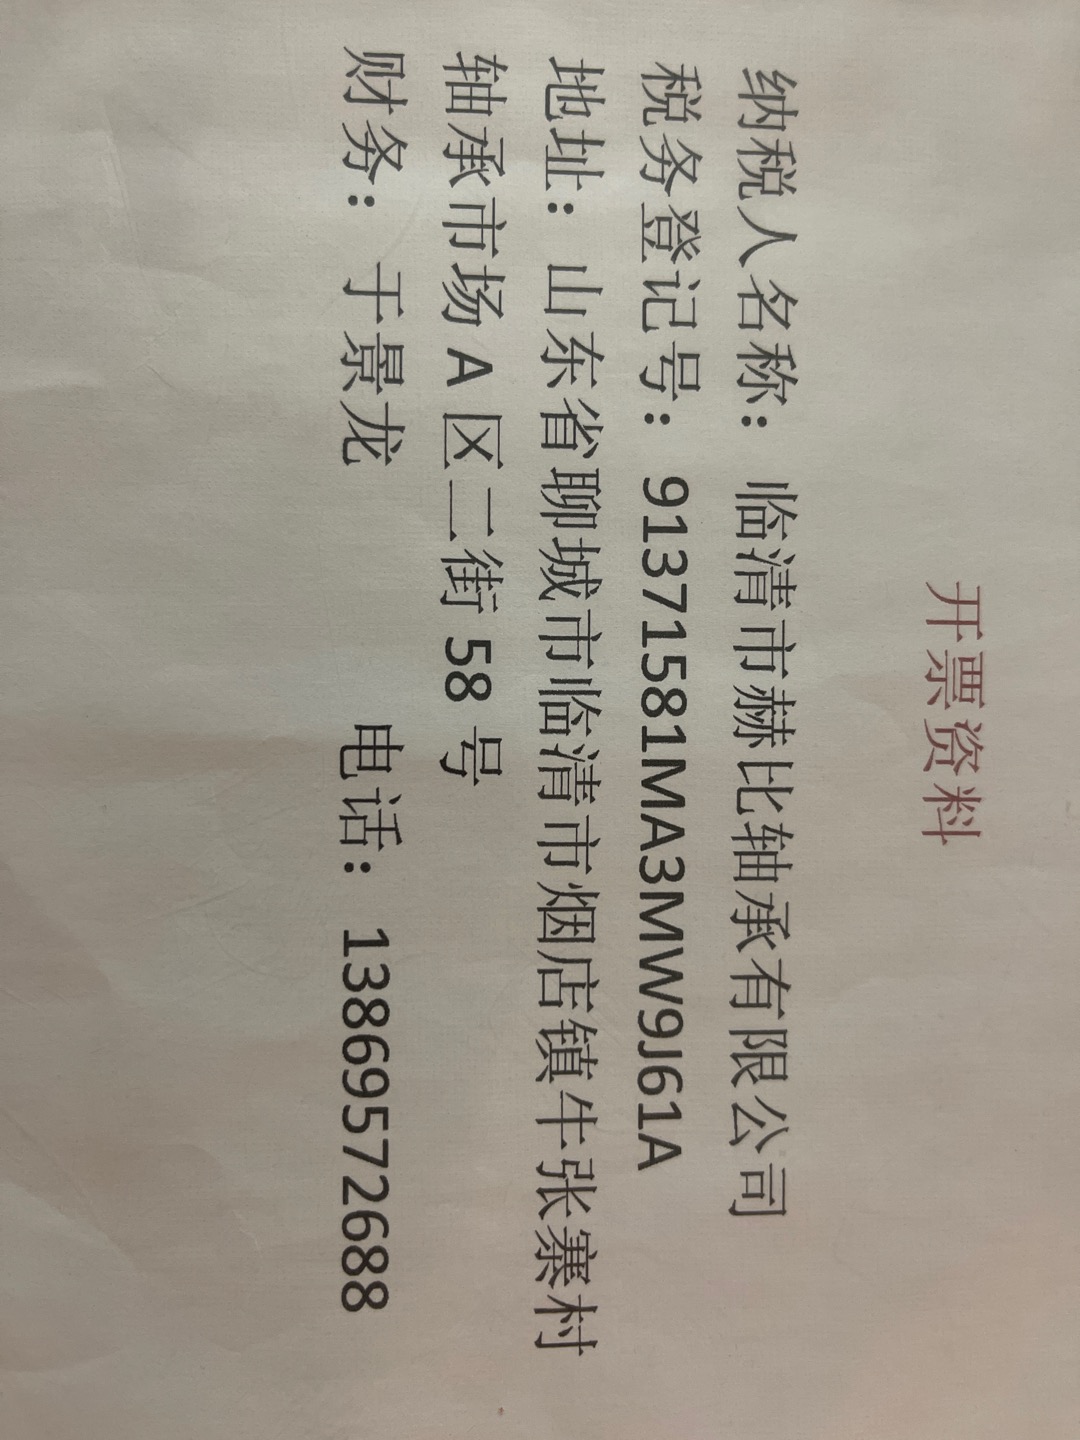 开票资料
纳税人名称：临清市赫比轴承有限公司
税务登记号：91371581MA3MW9J61A
地址：山东省聊城市临清市烟店镇牛张寨村
轴承市场 A 区二街 58 号
财务：于景龙 电话：13869572688